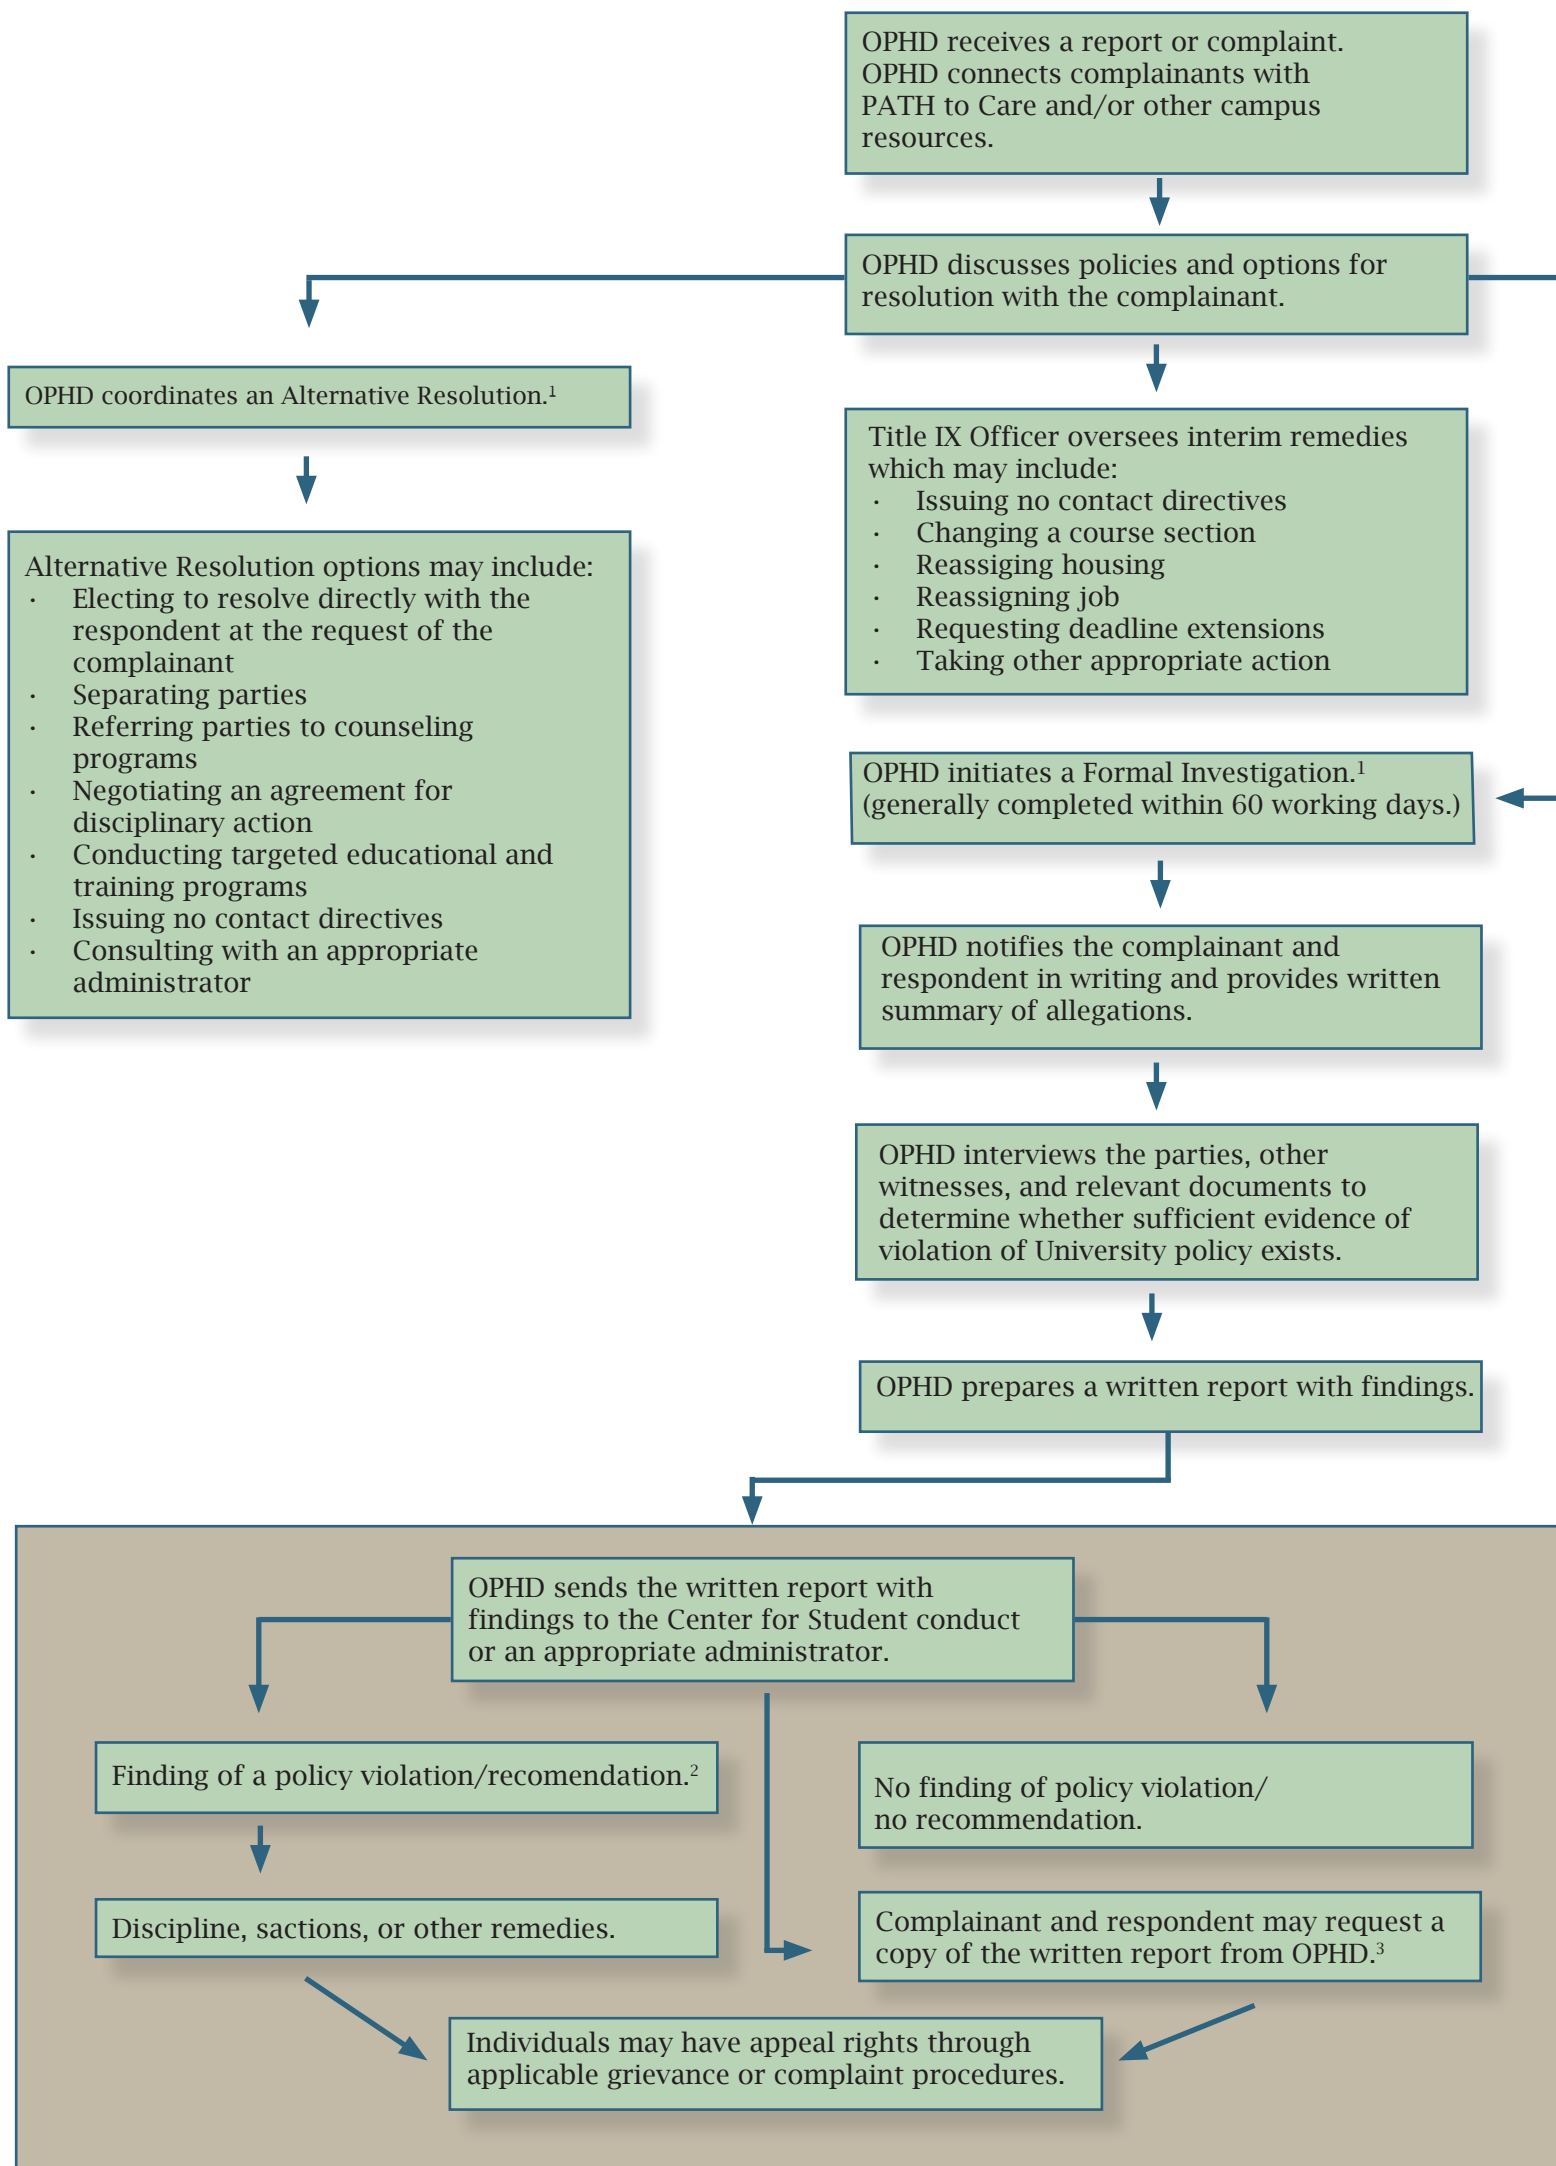 OPHD receives a report or complaint.
OPHD connects complainants with
PATH to Care and/or other campus
resources.
OPHD discusses policies and options for
resolution with the complainant.
OPHD coordinates an Alternative Resolution.¹
Alternative Resolution options may include:
· Electing to resolve directly with the
respondent at the request of the
complainant
· Separating parties
· Referring parties to counseling
programs
· Negotiating an agreement for
disciplinary action
· Conducting targeted educational and
training programs
· Issuing no contact directives
· Consulting with an appropriate
administrator
Title IX Officer oversees interim remedies
which may include:
· Issuing no contact directives
· Changing a course section
· Reassiging housing
· Reassigning job
· Requesting deadline extensions
· Taking other appropriate action
OPHD initiates a Formal Investigation.¹
(generally completed within 60 working days.)
OPHD notifies the complainant and
respondent in writing and provides written
summary of allegations.
OPHD interviews the parties, other
witnesses, and relevant documents to
determine whether sufficient evidence of
violation of University policy exists.
OPHD prepares a written report with findings.
OPHD sends the written report with
findings to the Center for Student conduct
or an appropriate administrator.
Finding of a policy violation/recomendation.²
Discipline, sactions, or other remedies.
No finding of policy violation/
no recommendation.
Complainant and respondent may request a
copy of the written report from OPHD.³
Individuals may have appeal rights through
applicable grievance or complaint procedures.